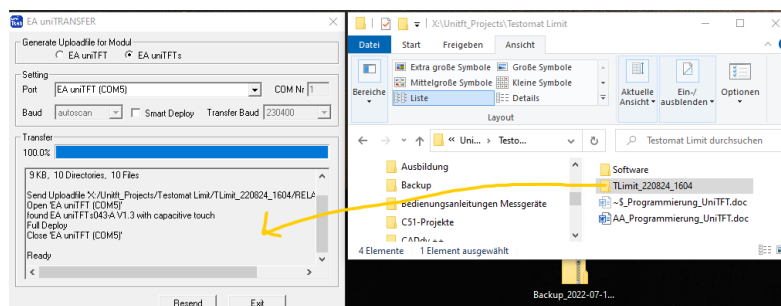 EA uniTRANSFER
Generate Uploadfile for Modul
EA uniTFT
EA uniTFTs
Setting
Port
EA uniTFT (COM5)
COM Nr
1
Baud
autoscan
Smart Deploy
Transfer Baud
230400
Transfer
100.0%
9 KB, 10 Directories, 10 Files
Send Uploadfile 'X:/Unitft_Projects/Testomat Limit/TLimit_220824_1604/RELA
Open 'EA uniTFT (COM5)'
found EA uniTFTs043-A V1.3 with capacitive touch
Full Deploy
Close 'EA uniTFT (COM5)'
Ready
Resend
Exit
X:\Unitft_Projects\Testomat Limit
Datei
Start
Freigeben
Ansicht
Bereiche
Extra große Symbole
Große Symbole
Mittelgroße Symbole
Kleine Symbole
Liste
Details
Layout
Aktuelle
Ansicht
Ein-/
ausblenden
Optionen
« Uni... › Testo...
Testomat Limit durchsuchen
Ausbildung
Backup
Bedienungsanleitungen Messgeräte
C51-Projekte
CADdy ++
Software
TLimit_220824_1604
~$_Programmierung_UniTFT.doc
AA_Programmierung_UniTFT.doc
4 Elemente
1 Element ausgewählt
Backup_2022-07-1...